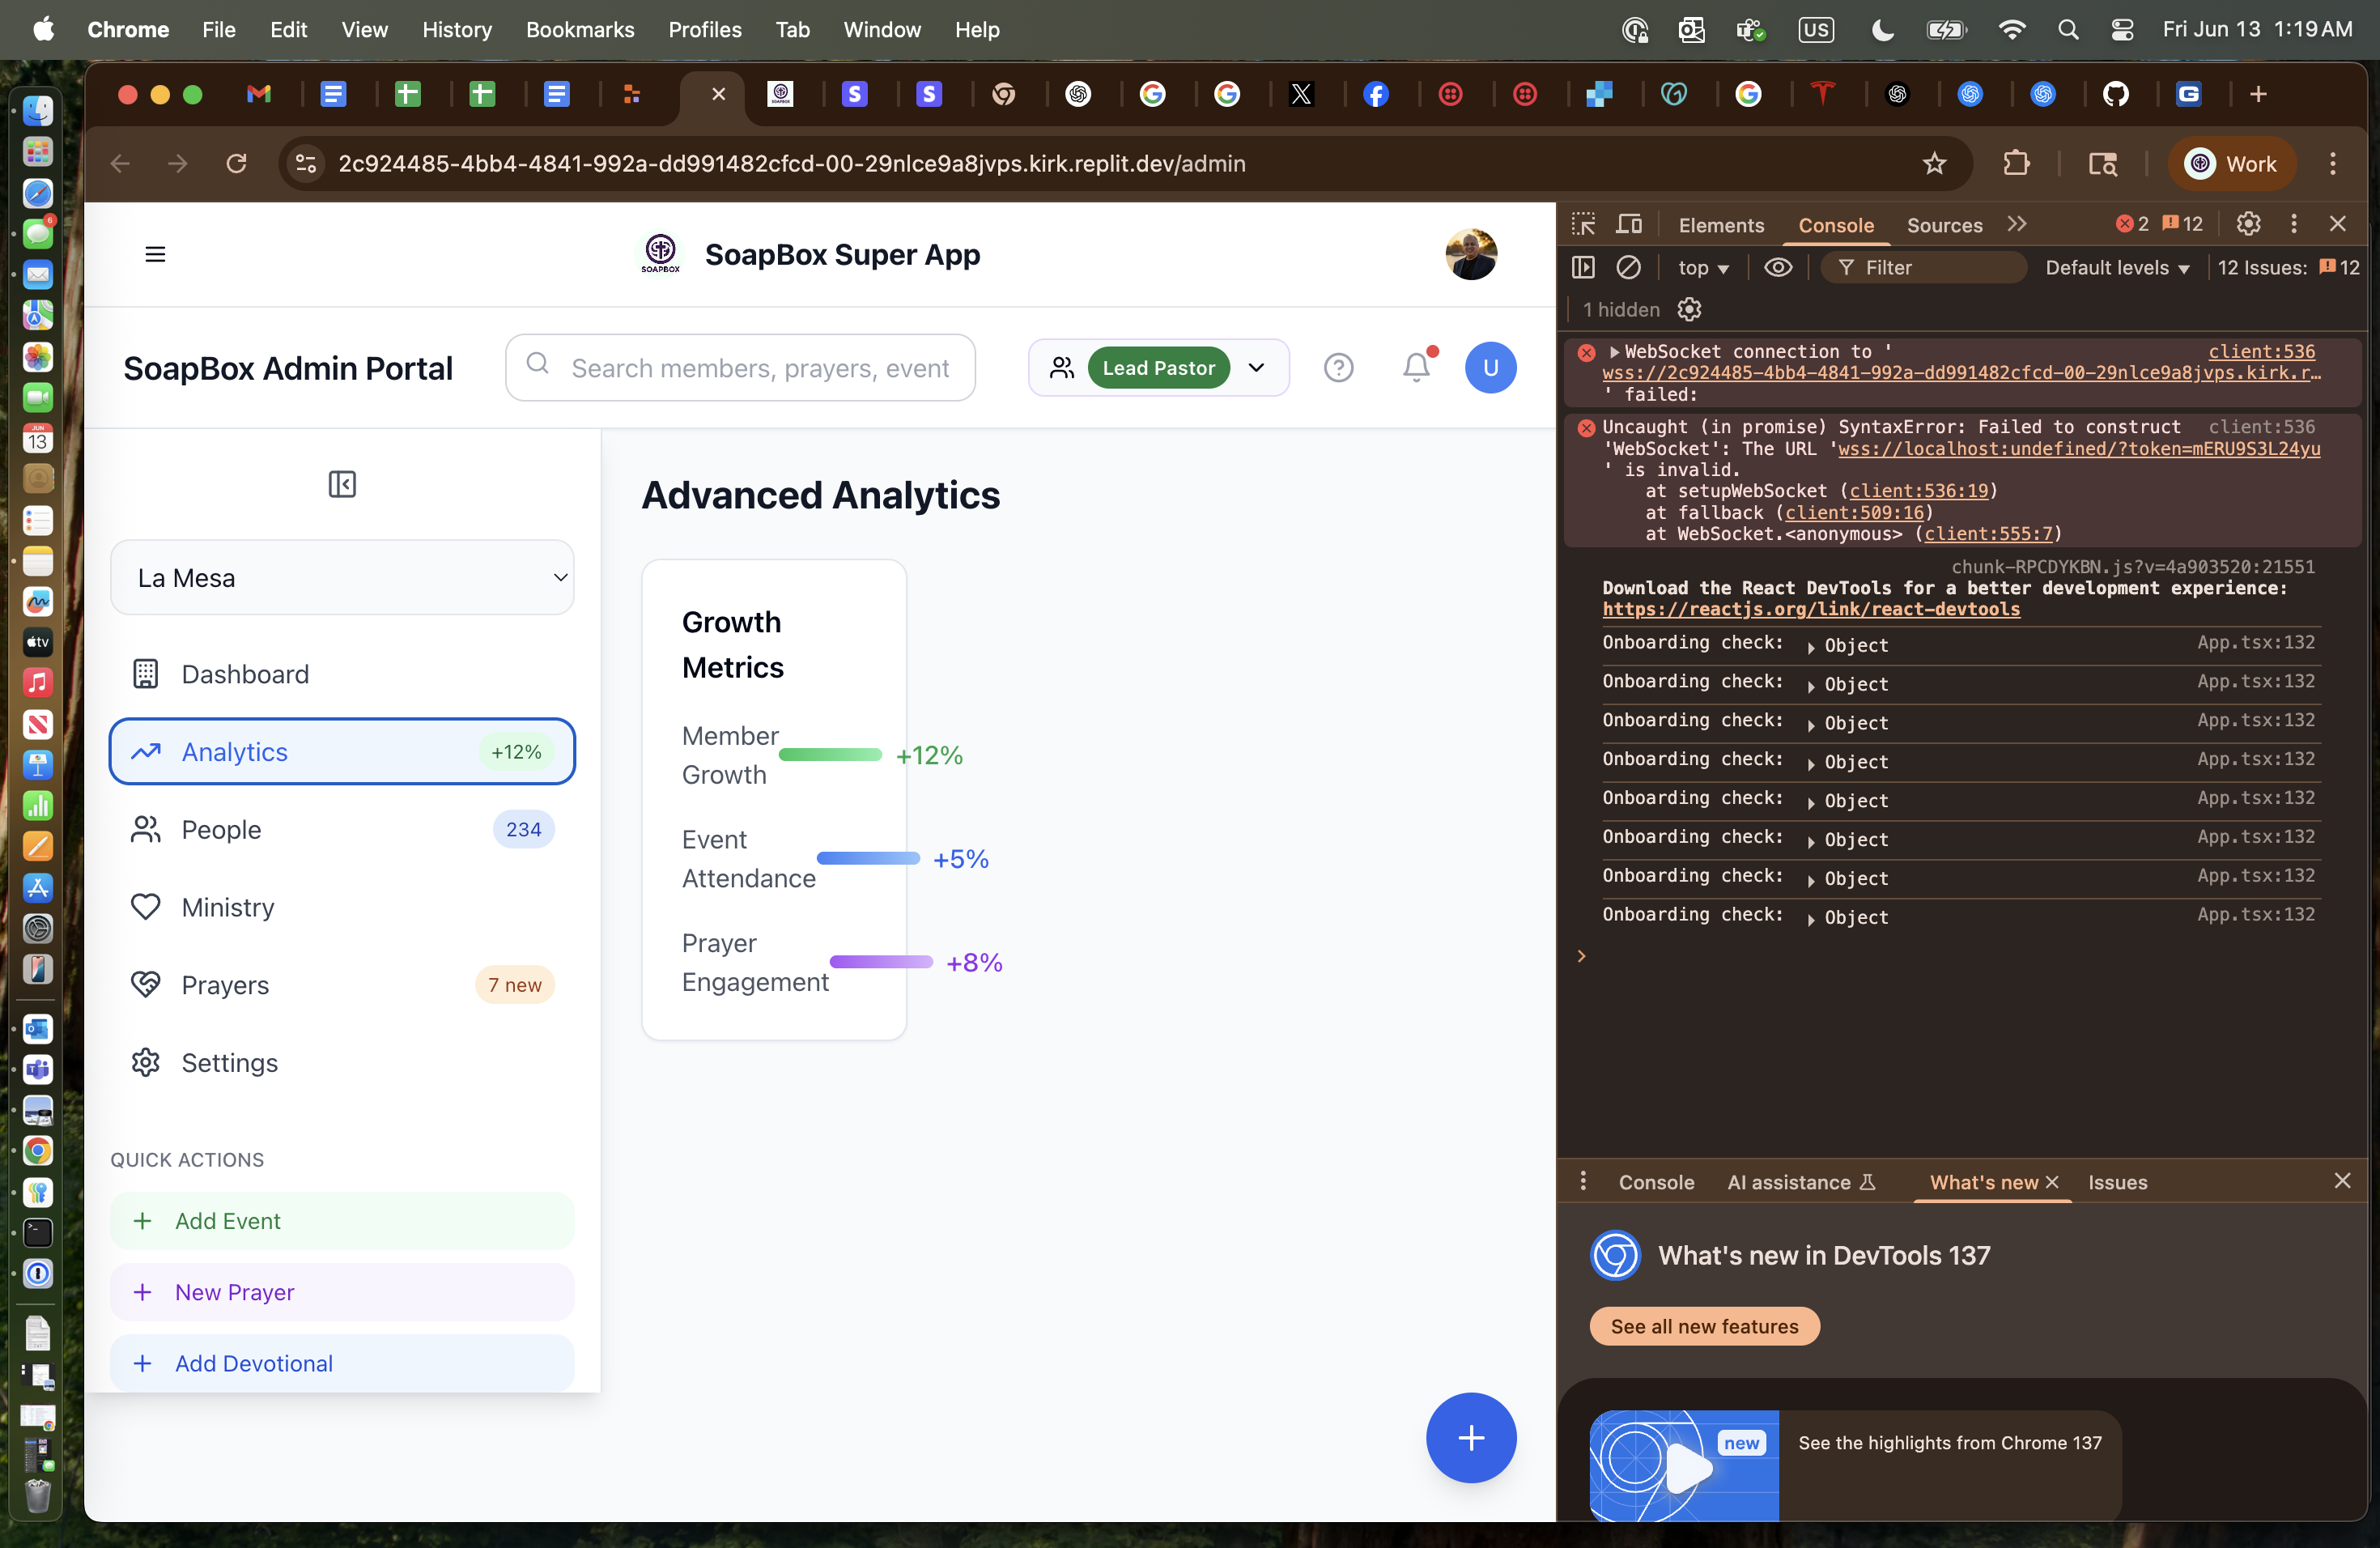 Chrome File Edit View History Bookmarks Profiles Tab Window Help
US
Fri Jun 13 1:19 AM
2c924485-4bb4-4841-992a-dd991482cfcd-00-29nlce9a8jvps.kirk.replit.dev/admin
Work
SOAPBOX
SoapBox Super App
SoapBox Admin Portal
Search members, prayers, event
Lead Pastor
U
La Mesa
Dashboard
Analytics +12%
People 234
Ministry
Prayers 7 new
Settings
QUICK ACTIONS
+ Add Event
+ New Prayer
+ Add Devotional
Advanced Analytics
Growth
Metrics
Member
Growth
+12%
Event
Attendance
+5%
Prayer
Engagement
+8%
Elements Console Sources 2 12
top Filter Default levels 12 Issues: 12
1 hidden
WebSocket connection to ' client:536
wss://2c924485-4bb4-4841-992a-dd991482cfcd-00-29nlce9a8jvps.kirk.r…
' failed:
Uncaught (in promise) SyntaxError: Failed to construct client:536
'WebSocket': The URL 'wss://localhost:undefined/?token=mERU9S3L24yu
' is invalid.
at setupWebSocket (client:536:19)
at fallback (client:509:16)
at WebSocket.<anonymous> (client:555:7)
chunk-RPCDYKBN.js?v=4a903520:21551
Download the React DevTools for a better development experience:
https://reactjs.org/link/react-devtools
Onboarding check: Object App.tsx:132
Onboarding check: Object App.tsx:132
Onboarding check: Object App.tsx:132
Onboarding check: Object App.tsx:132
Onboarding check: Object App.tsx:132
Onboarding check: Object App.tsx:132
Onboarding check: Object App.tsx:132
Onboarding check: Object App.tsx:132
Console AI assistance What's new Issues
What's new in DevTools 137
See all new features
new
See the highlights from Chrome 137
JUN
13
6
tv